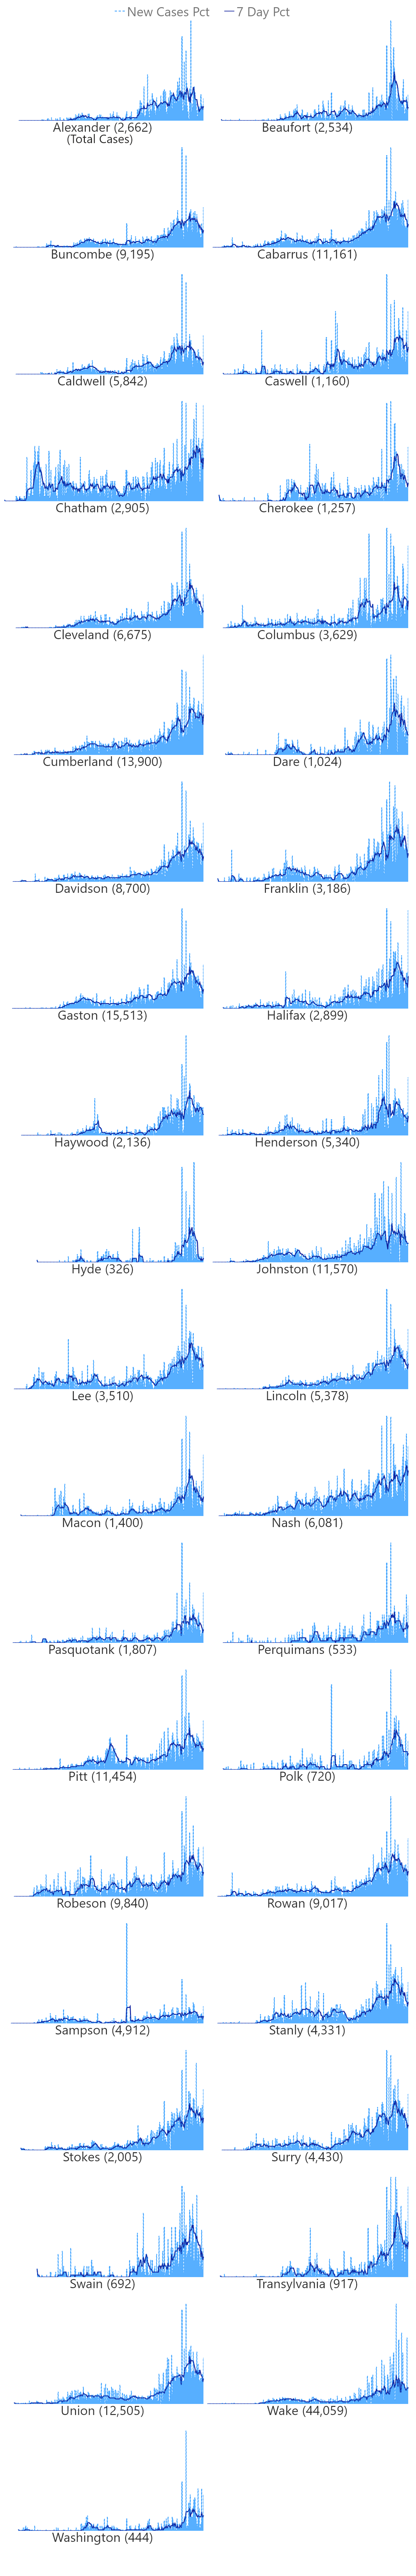 New Cases Pct 7 Day Pct
Alexander (2,662) Beaufort (2,534)
(Total Cases)
Buncombe (9,195) Cabarrus (11,161)
Caldwell (5,842) Caswell (1,160)
Chatham (2,905) Cherokee (1,257)
Cleveland (6,675) Columbus (3,629)
Cumberland (13,900) Dare (1,024)
Davidson (8,700) Franklin (3,186)
Gaston (15,513) Halifax (2,899)
Haywood (2,136) Henderson (5,340)
Hyde (326) Johnston (11,570)
Lee (3,510) Lincoln (5,378)
Macon (1,400) Nash (6,081)
Pasquotank (1,807) Perquimans (533)
Pitt (11,454) Polk (720)
Robeson (9,840) Rowan (9,017)
Sampson (4,912) Stanly (4,331)
Stokes (2,005) Surry (4,430)
Swain (692) Transylvania (917)
Union (12,505) Wake (44,059)
Washington (444)